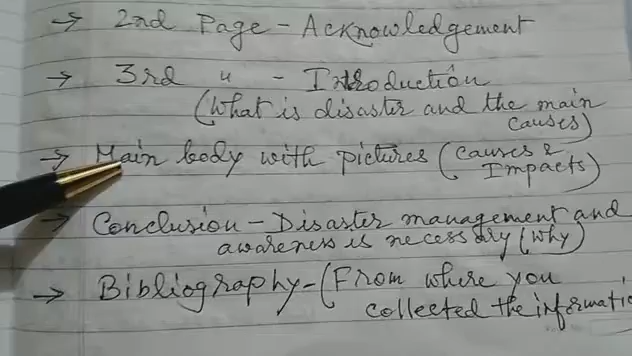 → 2nd Page - Acknowledgement
→ 3rd " - Introduction
(What is disaster and the main
causes)
→ Main body with pictures (Causes &
Impacts)
→ Conclusion - Disaster management and
awareness is necessary (Why)
→ Bibliography - (From where you
collected the informatio